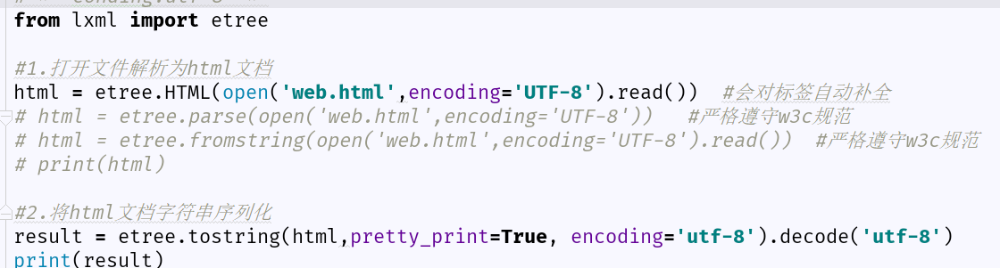 from lxml import etree
#1.打开文件解析为html文档
html = etree.HTML(open('web.html',encoding='UTF-8').read())  #会对标签自动补全
# html = etree.parse(open('web.html',encoding='UTF-8'))   #严格遵守w3c规范
# html = etree.fromstring(open('web.html',encoding='UTF-8').read())  #严格遵守w3c规范
# print(html)
#2.将html文档字符串序列化
result = etree.tostring(html,pretty_print=True, encoding='utf-8').decode('utf-8')
print(result)